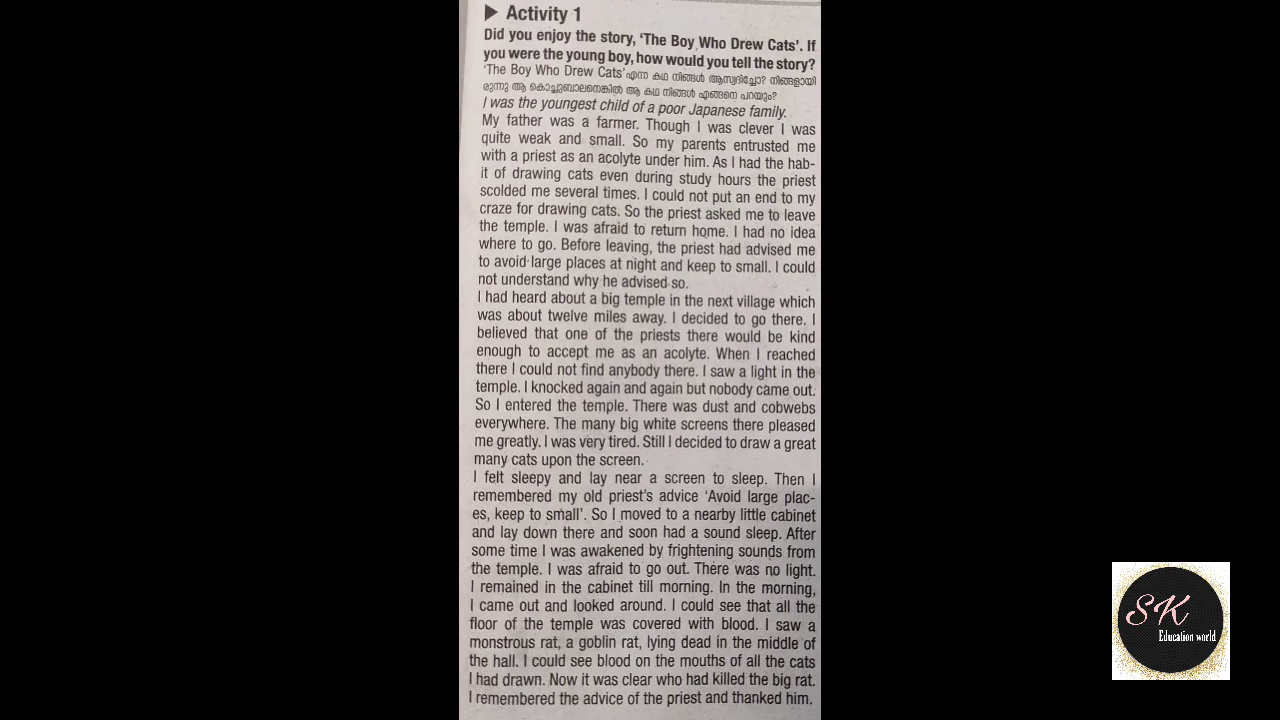 ▶ Activity 1
Did you enjoy the story, 'The Boy Who Drew Cats'. If
you were the young boy, how would you tell the story?
'The Boy Who Drew Cats' എന്ന കഥ നിങ്ങൾ ആസ്വദിച്ചോ? നിങ്ങളായി
രുന്നു ആ കൊച്ചുബാലനെങ്കിൽ ആ കഥ നിങ്ങൾ എങ്ങനെ പറയും?
I was the youngest child of a poor Japanese family.
My father was a farmer. Though I was clever I was
quite weak and small. So my parents entrusted me
with a priest as an acolyte under him. As I had the hab-
it of drawing cats even during study hours the priest
scolded me several times. I could not put an end to my
craze for drawing cats. So the priest asked me to leave
the temple. I was afraid to return home. I had no idea
where to go. Before leaving, the priest had advised me
to avoid large places at night and keep to small. I could
not understand why he advised so.
I had heard about a big temple in the next village which
was about twelve miles away. I decided to go there. I
believed that one of the priests there would be kind
enough to accept me as an acolyte. When I reached
there I could not find anybody there. I saw a light in the
temple. I knocked again and again but nobody came out.
So I entered the temple. There was dust and cobwebs
everywhere. The many big white screens there pleased
me greatly. I was very tired. Still I decided to draw a great
many cats upon the screen.
I felt sleepy and lay near a screen to sleep. Then I
remembered my old priest's advice 'Avoid large plac-
es, keep to small'. So I moved to a nearby little cabinet
and lay down there and soon had a sound sleep. After
some time I was awakened by frightening sounds from
the temple. I was afraid to go out. There was no light.
I remained in the cabinet till morning. In the morning,
I came out and looked around. I could see that all the
floor of the temple was covered with blood. I saw a
monstrous rat, a goblin rat, lying dead in the middle of
the hall. I could see blood on the mouths of all the cats
I had drawn. Now it was clear who had killed the big rat.
I remembered the advice of the priest and thanked him.
SK
Education world